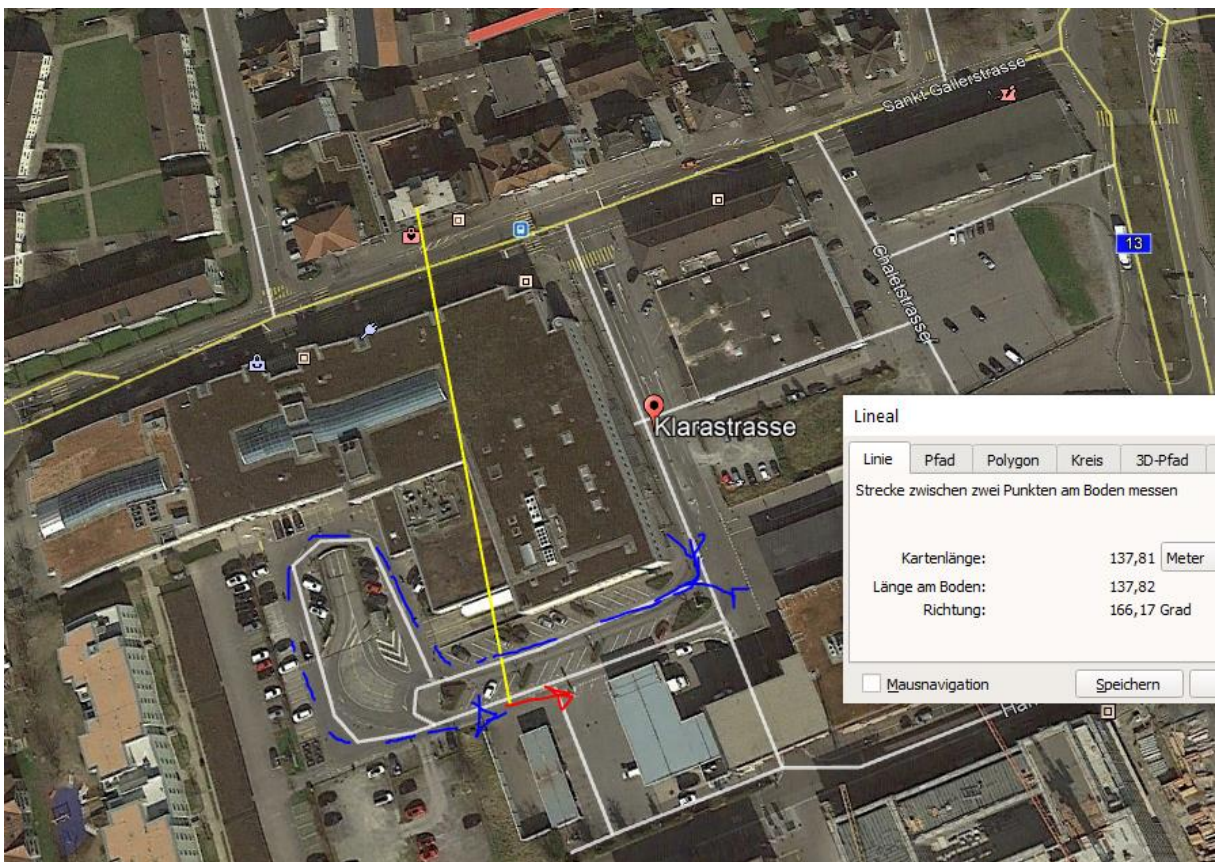 Sankt Gallerstrasse
13
Chaletstrasse
Klarastrasse
Lineal
Linie
Pfad
Polygon
Kreis
3D-Pfad
Strecke zwischen zwei Punkten am Boden messen
Kartenlänge: 137,81 Meter
Länge am Boden: 137,82
Richtung: 166,17 Grad
Mausnavigation
Speichern